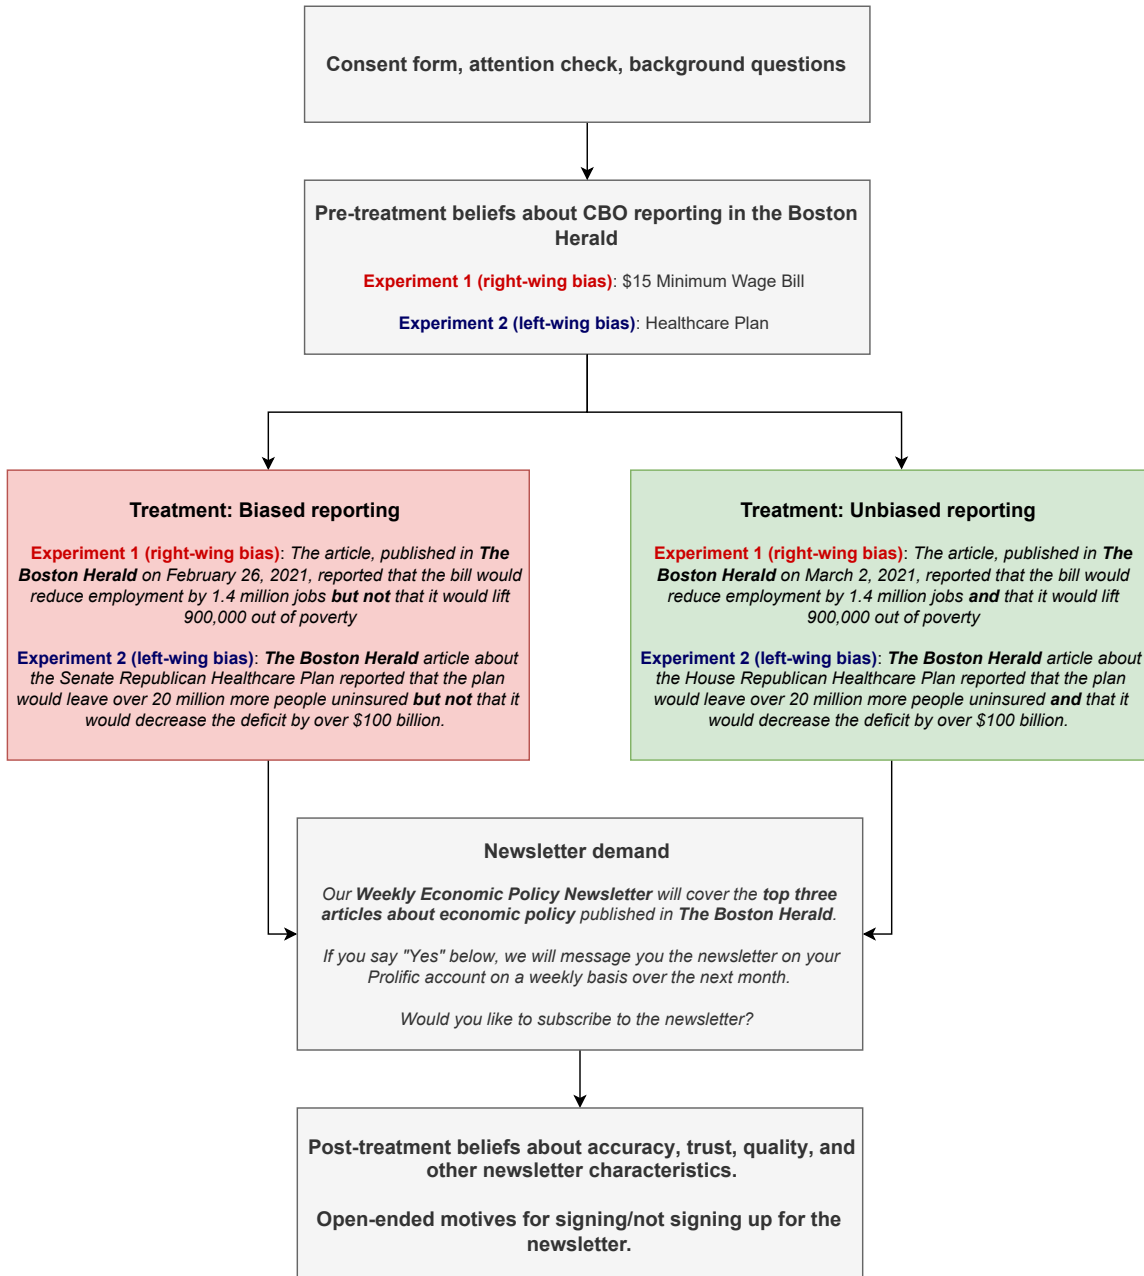 Consent form, attention check, background questions
Pre-treatment beliefs about CBO reporting in the Boston
Herald
Experiment 1 (right-wing bias): $15 Minimum Wage Bill
Experiment 2 (left-wing bias): Healthcare Plan
Treatment: Biased reporting
Experiment 1 (right-wing bias): The article, published in The
Boston Herald on February 26, 2021, reported that the bill would
reduce employment by 1.4 million jobs but not that it would lift
900,000 out of poverty
Experiment 2 (left-wing bias): The Boston Herald article about
the Senate Republican Healthcare Plan reported that the plan
would leave over 20 million more people uninsured but not that it
would decrease the deficit by over $100 billion.
Treatment: Unbiased reporting
Experiment 1 (right-wing bias): The article, published in The
Boston Herald on March 2, 2021, reported that the bill would
reduce employment by 1.4 million jobs and that it would lift
900,000 out of poverty
Experiment 2 (left-wing bias): The Boston Herald article about
the House Republican Healthcare Plan reported that the plan
would leave over 20 million more people uninsured and that it
would decrease the deficit by over $100 billion.
Newsletter demand
Our Weekly Economic Policy Newsletter will cover the top three
articles about economic policy published in The Boston Herald.
If you say "Yes" below, we will message you the newsletter on your
Prolific account on a weekly basis over the next month.
Would you like to subscribe to the newsletter?
Post-treatment beliefs about accuracy, trust, quality, and
other newsletter characteristics.
Open-ended motives for signing/not signing up for the
newsletter.